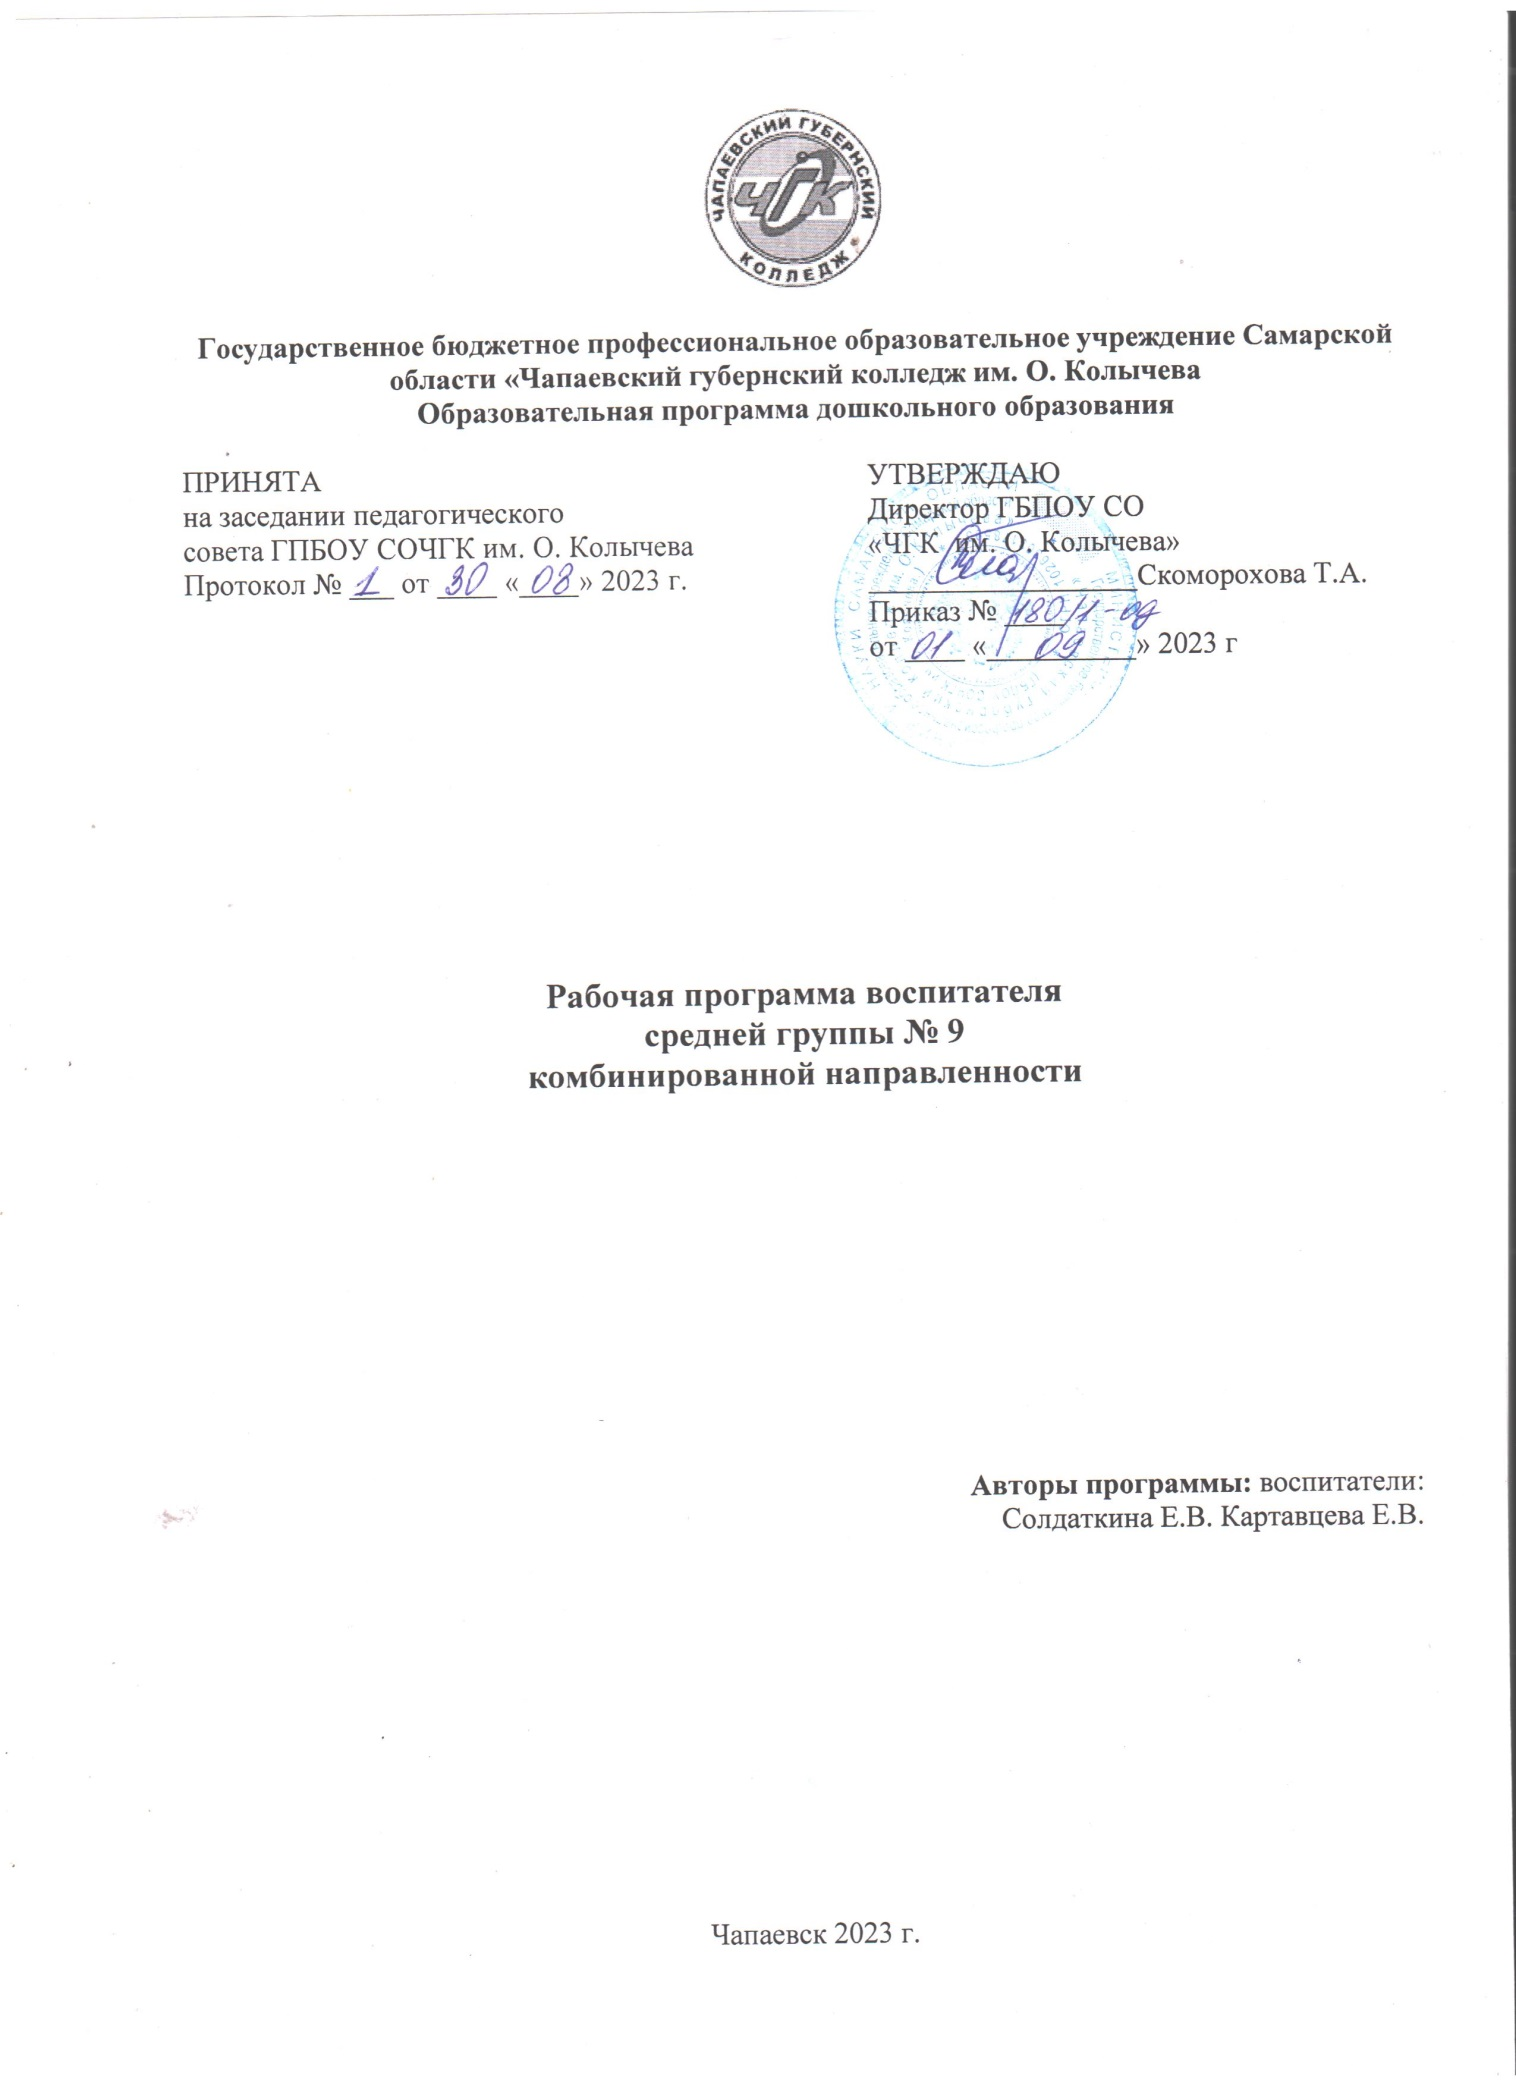 ЧАПАЕВСКИЙ ГУБЕРНСКИЙ
ЧГК
КОЛЛЕДЖ
Государственное бюджетное профессиональное образовательное учреждение Самарской
области «Чапаевский губернский колледж им. О. Колычева
Образовательная программа дошкольного образования
ПРИНЯТА
на заседании педагогического
совета ГПБОУ СОЧГК им. О. Колычева
Протокол № 1 от 30 «08» 2023 г.
УТВЕРЖДАЮ
Директор ГБПОУ СО
«ЧГК им. О. Колычева»
Скоморохова Т.А.
Приказ № 180/1-од
от 01 «09» 2023 г
Рабочая программа воспитателя
средней группы № 9
комбинированной направленности
Авторы программы: воспитатели:
Солдаткина Е.В. Картавцева Е.В.
Чапаевск 2023 г.